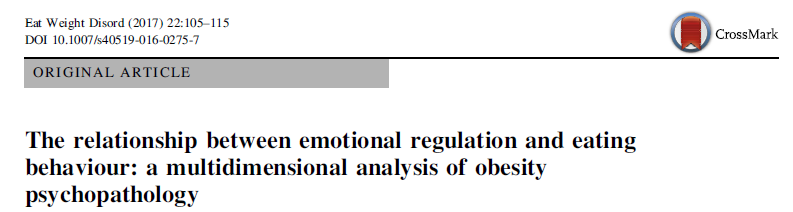 Eat Weight Disord (2017) 22:105–115
DOI 10.1007/s40519-016-0275-7
CrossMark
ORIGINAL ARTICLE
The relationship between emotional regulation and eating
behaviour: a multidimensional analysis of obesity
psychopathology